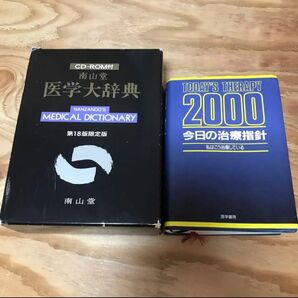 CD-ROM付
南山堂
医学大辞典
NANZANDO'S
MEDICAL DICTIONARY
第18版限定版
南山堂
TODAY'S THERAPY
2000
今日の治療指針
私はこう治療している
医学書院